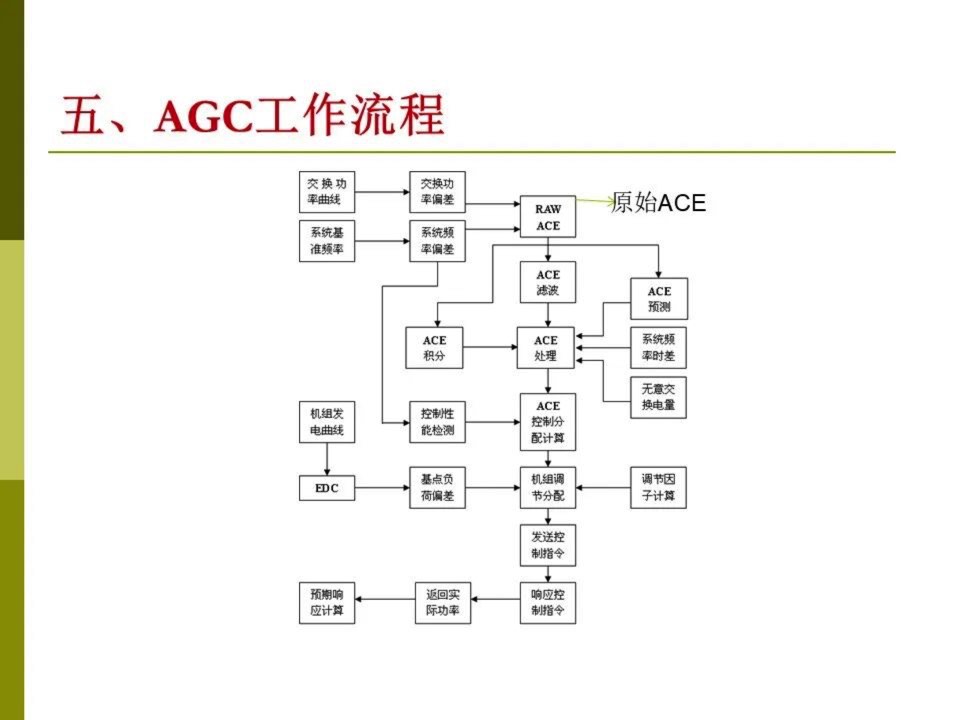 五、AGC工作流程
交换功
率曲线
交换功
率偏差
RAW
ACE
原始ACE
系统基
准频率
系统频
率偏差
ACE
滤波
ACE
预测
ACE
积分
ACE
处理
系统频
率时差
无意交
换电量
机组发
电曲线
控制性
能检测
ACE
控制分
配计算
EDC
基点负
荷偏差
机组调
节分配
调节因
子计算
发送控
制指令
预期响
应计算
返回实
际功率
响应控
制指令